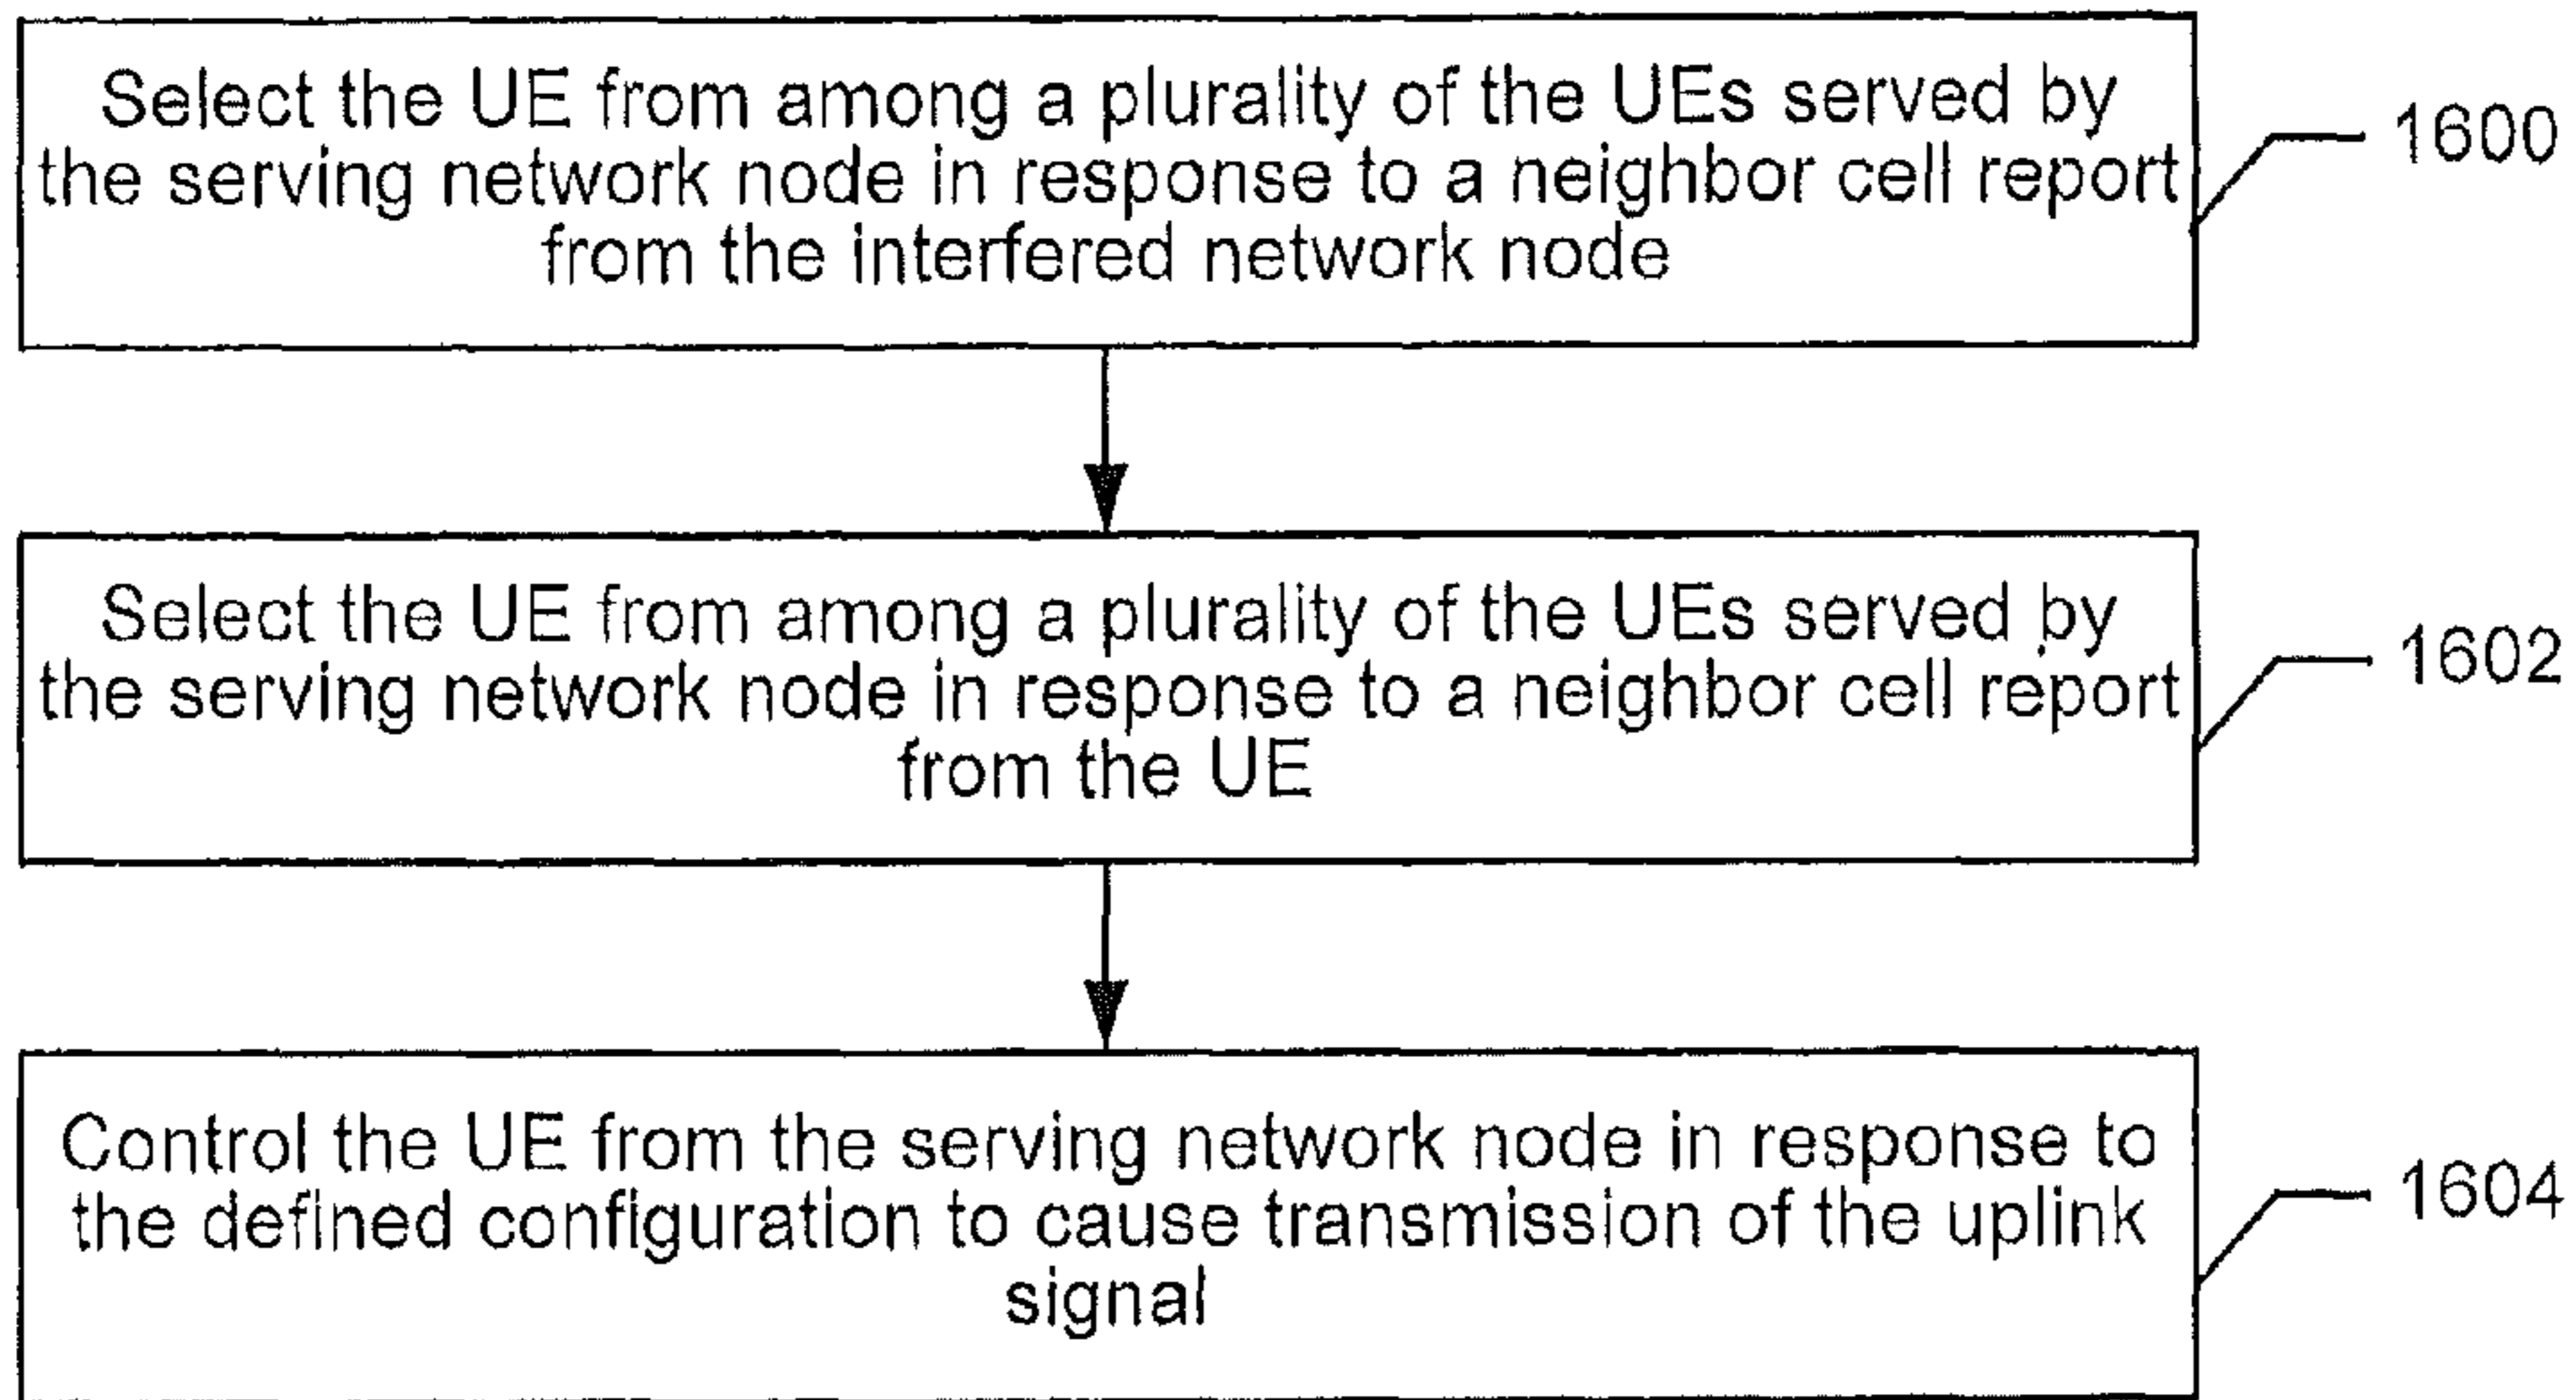 Select the UE from among a plurality of the UEs served by
the serving network node in response to a neighbor cell report
from the interfered network node
1600
Select the UE from among a plurality of the UEs served by
the serving network node in response to a neighbor cell report
from the UE
1602
Control the UE from the serving network node in response to
the defined configuration to cause transmission of the uplink
signal
1604